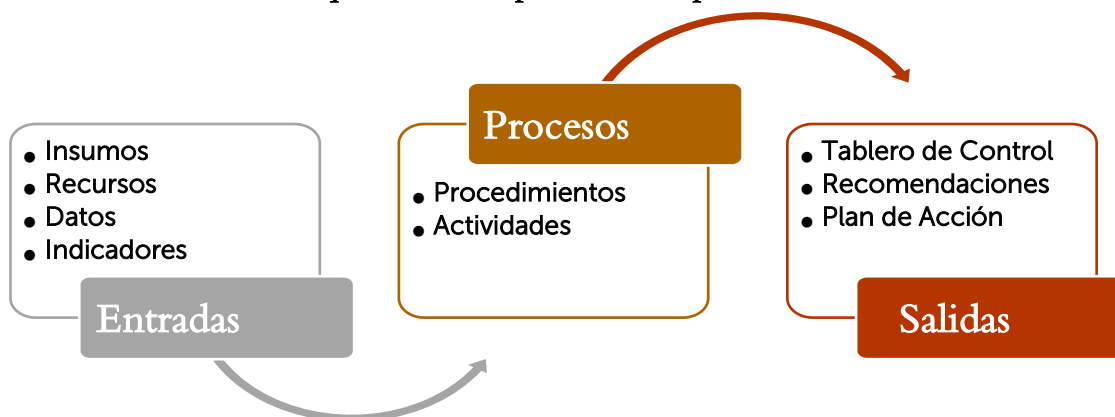 • Insumos
• Recursos
• Datos
• Indicadores
Entradas
Procesos
• Procedimientos
• Actividades
• Tablero de Control
• Recomendaciones
• Plan de Acción
Salidas